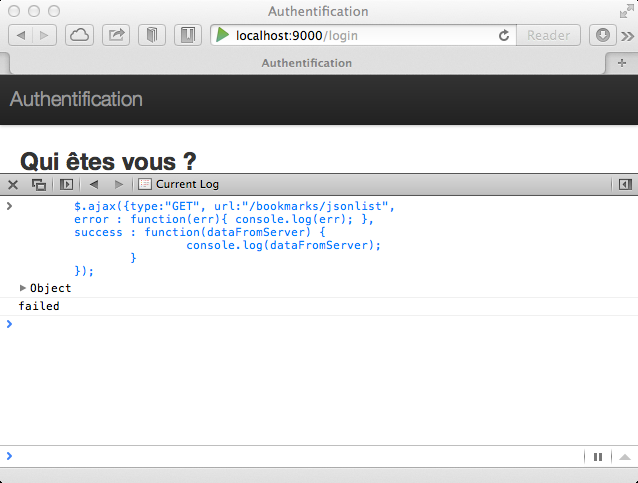 Authentification
localhost:9000/login
Reader
Authentification
Authentification
Qui êtes vous ?
Current Log
$.ajax({type:"GET", url:"/bookmarks/jsonlist",
error : function(err){ console.log(err); },
success : function(dataFromServer) {
console.log(dataFromServer);
}
});
Object
failed